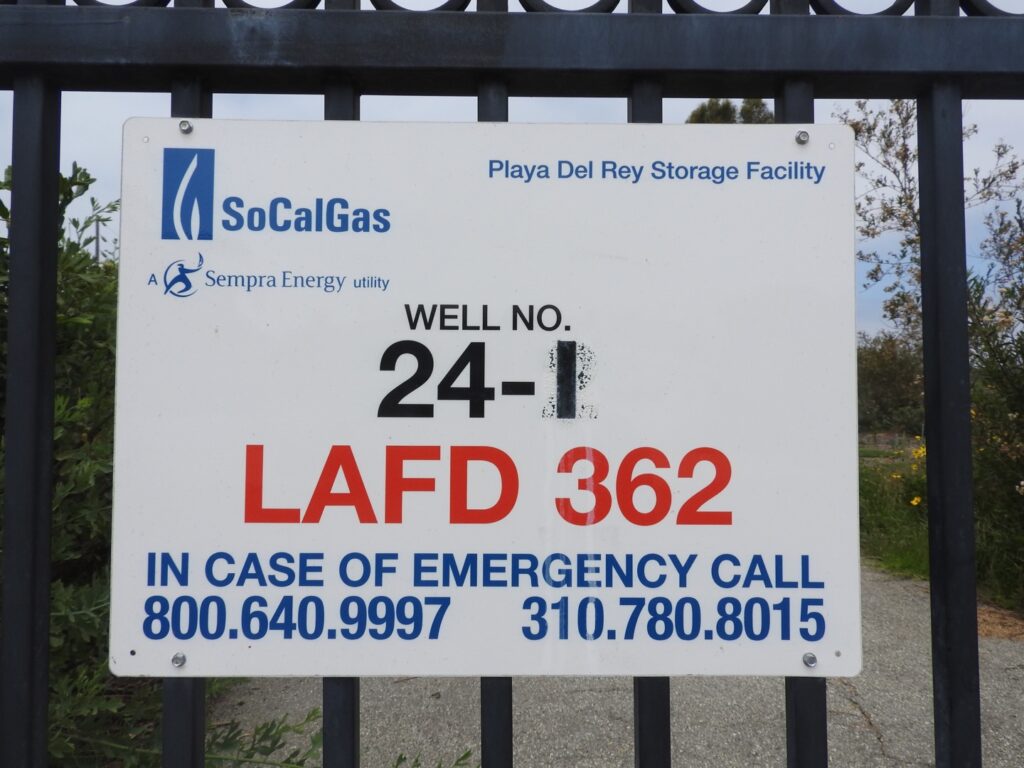 Playa Del Rey Storage Facility
SoCalGas
A Sempra Energy utility
WELL NO.
24-1
LAFD 362
IN CASE OF EMERGENCY CALL
800.640.9997 310.780.8015